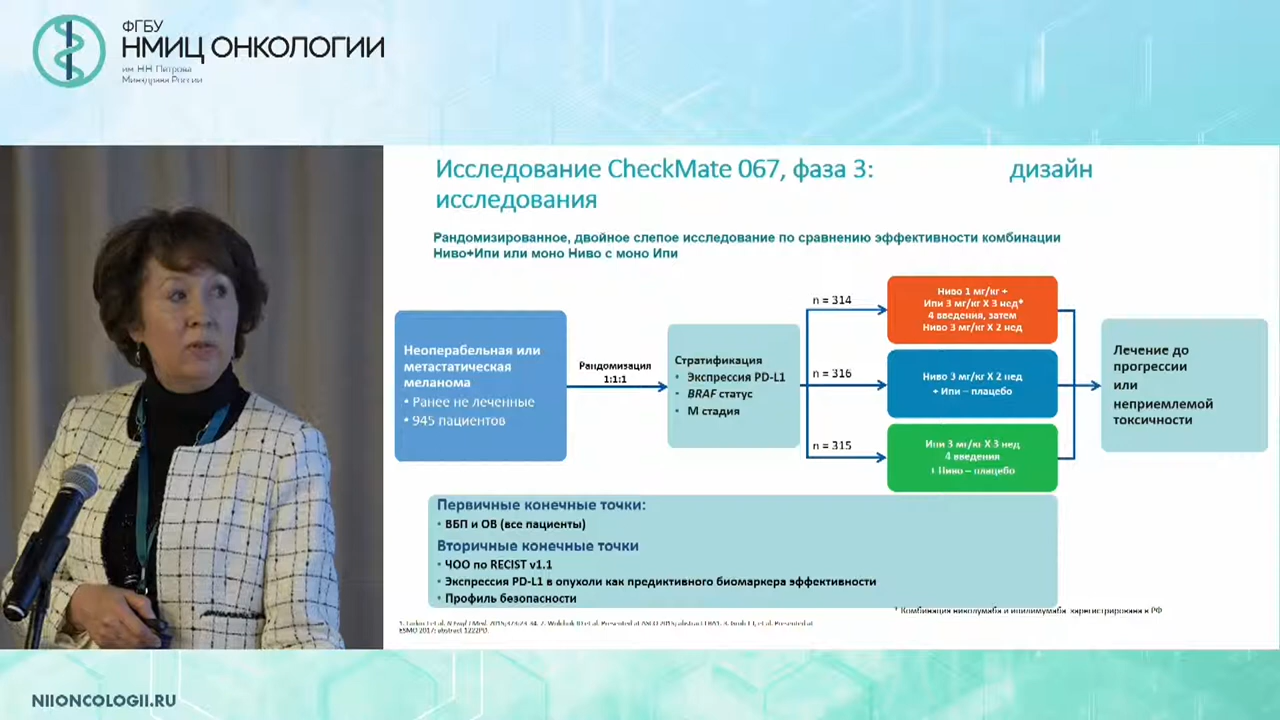 ФГБУ
НМИЦ ОНКОЛОГИИ
им. Н.Н. Петрова
Минздрава России
Исследование CheckMate 067, фаза 3: дизайн
исследования
Рандомизированное, двойное слепое исследование по сравнению эффективности комбинации
Ниво+Ипи или моно Ниво с моно Ипи
Неоперабельная или
метастатическая
меланома
• Ранее не леченные
• 945 пациентов
Рандомизация
1:1:1
Стратификация
• Экспрессия PD-L1
• BRAF статус
• М стадия
n = 314
n = 316
n = 315
Ниво 1 мг/кг +
Ипи 3 мг/кг X 3 нед*
4 введения, затем
Ниво 3 мг/кг X 2 нед
Ниво 3 мг/кг X 2 нед
+ Ипи – плацебо
Ипи 3 мг/кг X 3 нед
4 введения
+ Ниво – плацебо
Лечение до
прогрессии
или
неприемлемой
токсичности
Первичные конечные точки:
• ВБП и ОВ (все пациенты)
Вторичные конечные точки
• ЧОО по RECIST v1.1
• Экспрессия PD-L1 в опухоли как предиктивного биомаркера эффективности
• Профиль безопасности
* Комбинация ниволумаба и ипилимумаба зарегистрирована в РФ
ESMO 2017; abstract 1222PD.
NIIONCOLOGII.RU